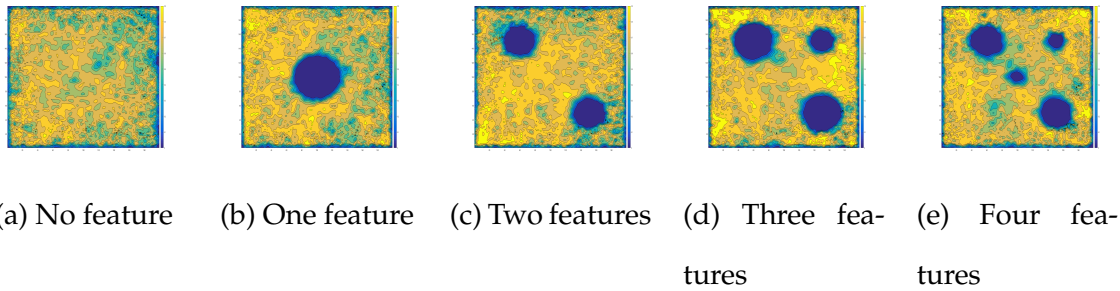 (a) No feature (b) One feature (c) Two features (d) Three fea-
tures
(e) Four fea-
tures